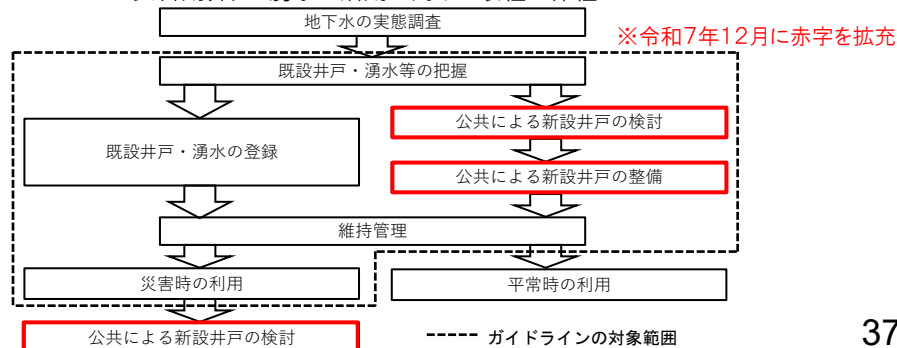 地下水の実態調査
※令和7年12月に赤字を拡充
既設井戸・湧水等の把握
公共による新設井戸の検討
既設井戸・湧水の登録
公共による新設井戸の整備
維持管理
災害時の利用
平常時の利用
公共による新設井戸の検討
ガイドラインの対象範囲
37